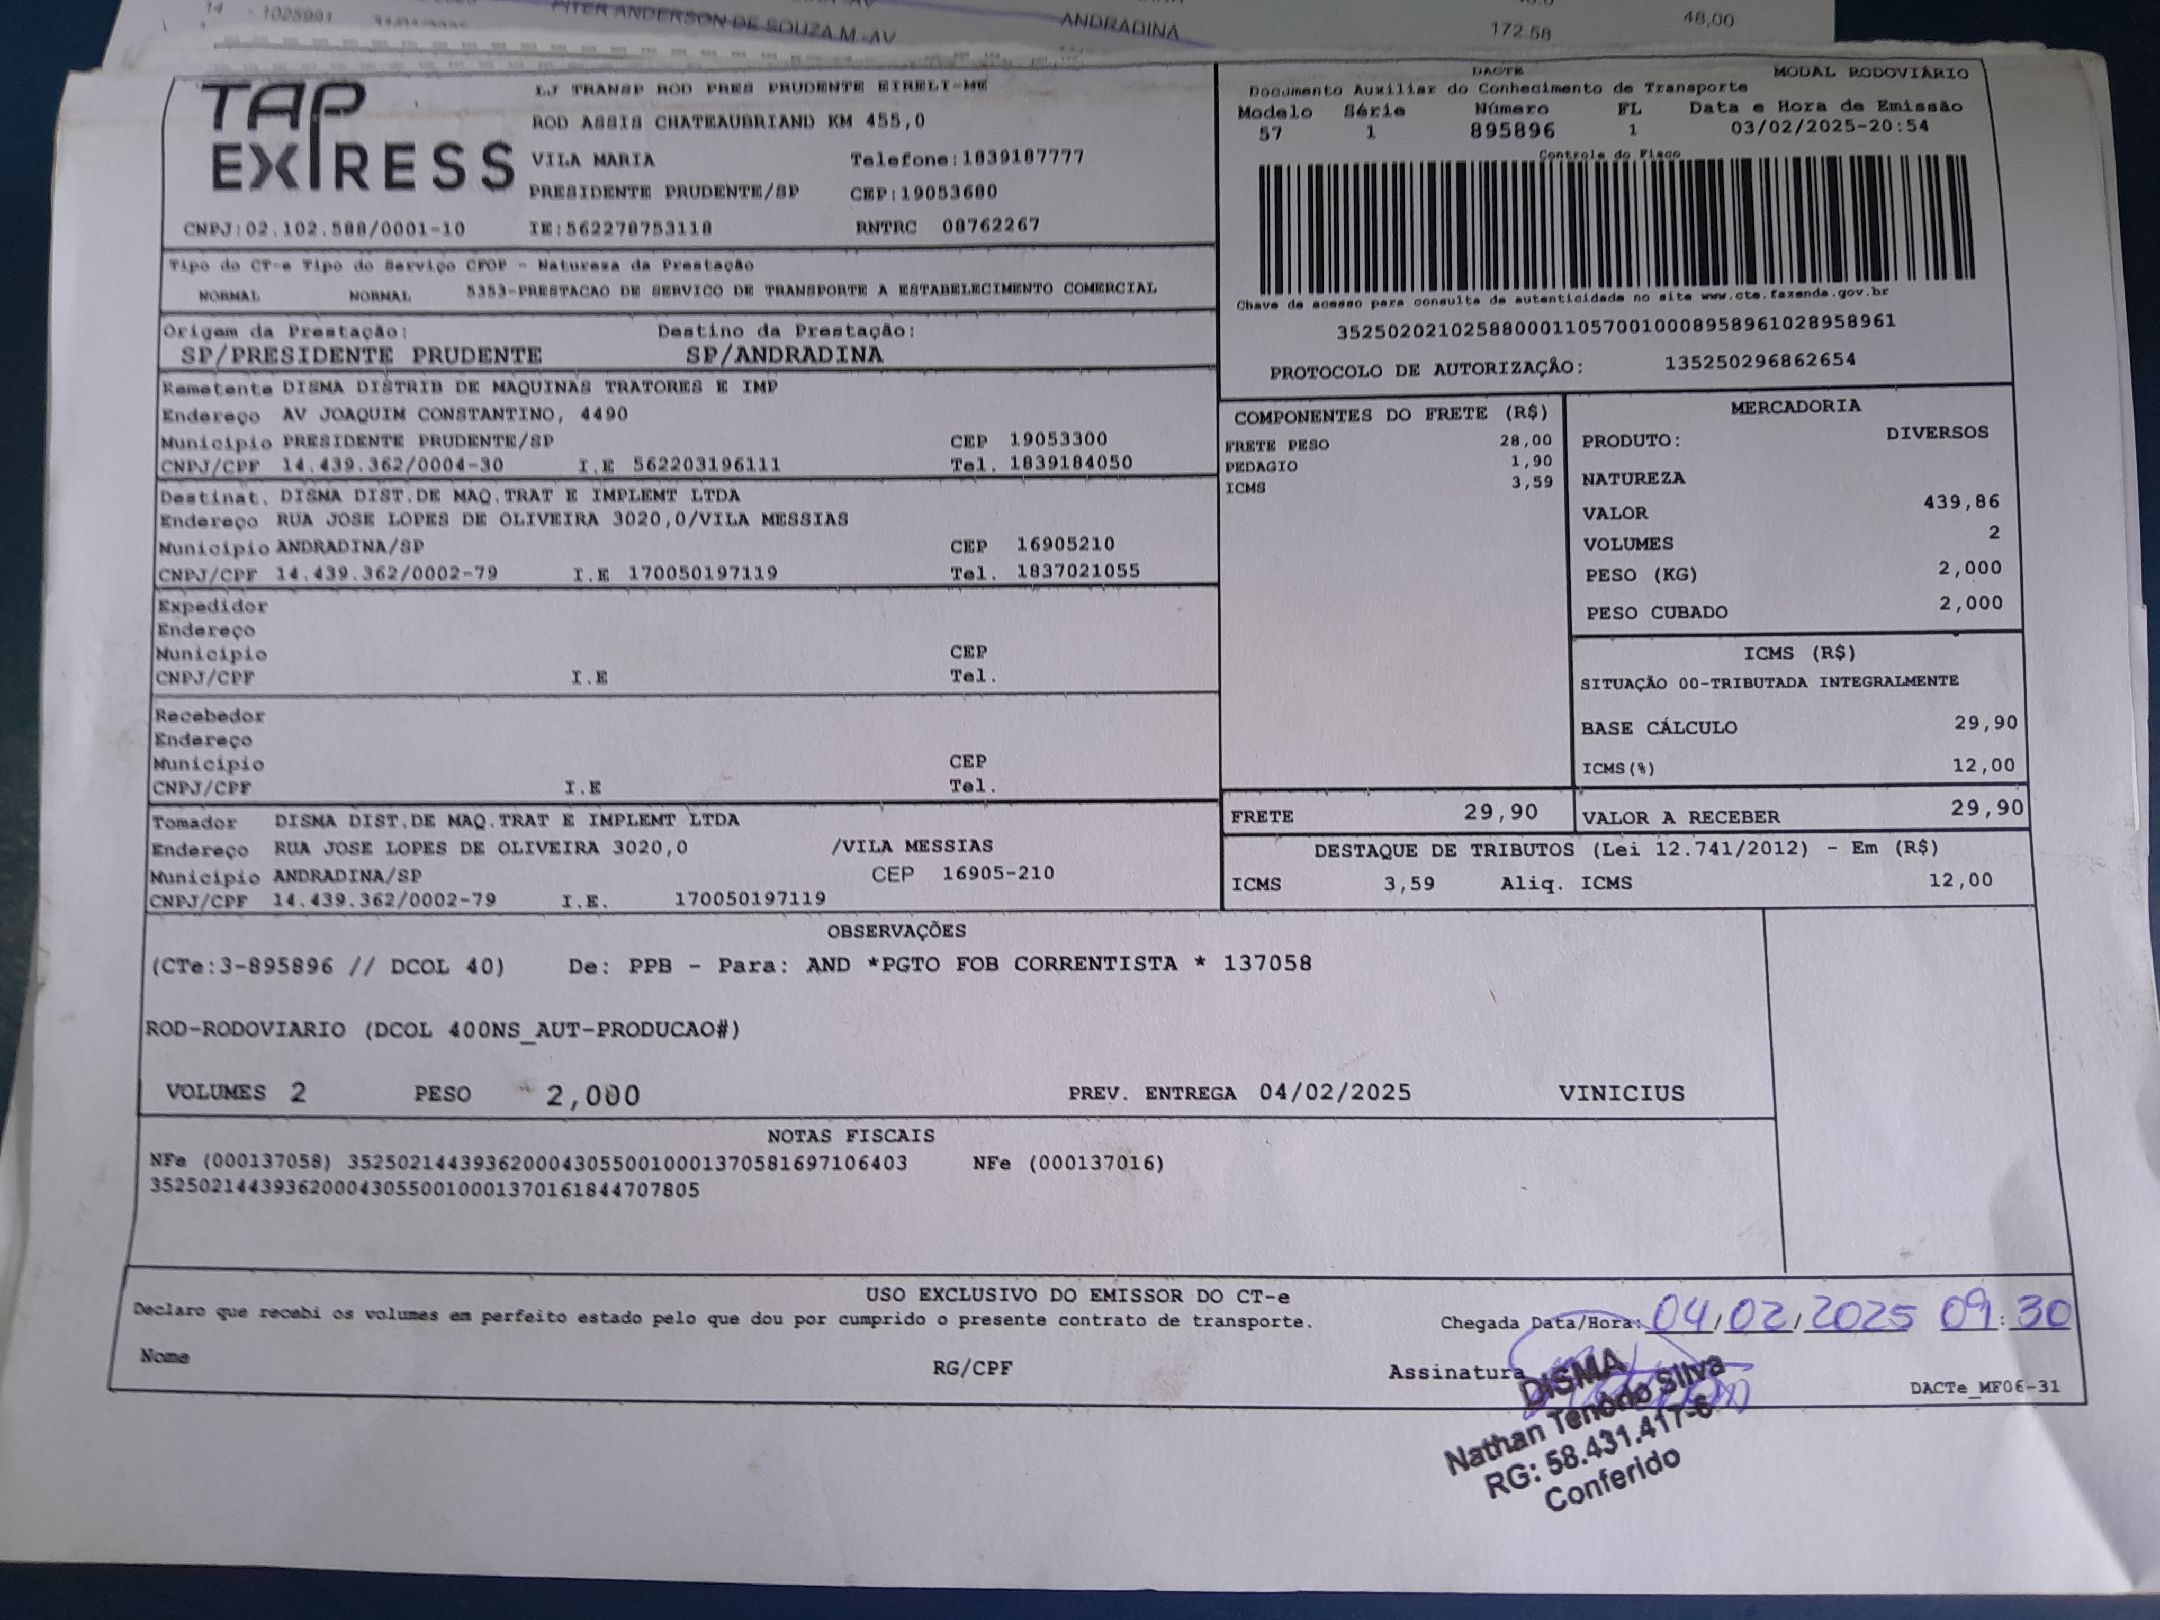 14 - 1025991 PITER ANDERSON DE SOUZA M -AV ANDRADINA 172.58 48,00
TAP EXPRESS
LJ TRANSP ROD PRES PRUDENTE EIRELI-ME
ROD ASSIS CHATEAUBRIAND KM 455,0
VILA MARIA Telefone:1839187777
PRESIDENTE PRUDENTE/SP CEP:19053680
CNPJ:02.102.588/0001-10 IE:562278753118 RNTRC 08762267
DACTE MODAL RODOVIÁRIO
Documento Auxiliar do Conhecimento de Transporte
Modelo Série Número FL Data e Hora de Emissão
57 1 895896 1 03/02/2025-20:54
Controle do Fisco
Chave de acesso para consulta de autenticidade no site www.cte.fazenda.gov.br
35250202102588000110570010008958961028958961
PROTOCOLO DE AUTORIZAÇÃO: 135250296862654
Tipo do CT-e Tipo do Serviço CFOP - Natureza da Prestação
NORMAL NORMAL 5353-PRESTACAO DE SERVICO DE TRANSPORTE A ESTABELECIMENTO COMERCIAL
Origem da Prestação: Destino da Prestação:
SP/PRESIDENTE PRUDENTE SP/ANDRADINA
Remetente DISMA DISTRIB DE MAQUINAS TRATORES E IMP
Endereço AV JOAQUIM CONSTANTINO, 4490
Município PRESIDENTE PRUDENTE/SP CEP 19053300
CNPJ/CPF 14.439.362/0004-30 I.E 562203196111 Tel. 1839184050
Destinat. DISMA DIST.DE MAQ.TRAT E IMPLEMT LTDA
Endereço RUA JOSE LOPES DE OLIVEIRA 3020,0/VILA MESSIAS
Município ANDRADINA/SP CEP 16905210
CNPJ/CPF 14.439.362/0002-79 I.E 170050197119 Tel. 1837021055
Expedidor
Endereço
Município CEP
CNPJ/CPF I.E Tel.
Recebedor
Endereço
Município CEP
CNPJ/CPF I.E Tel.
Tomador DISMA DIST.DE MAQ.TRAT E IMPLEMT LTDA
Endereço RUA JOSE LOPES DE OLIVEIRA 3020,0 /VILA MESSIAS
Município ANDRADINA/SP CEP 16905-210
CNPJ/CPF 14.439.362/0002-79 I.E. 170050197119
COMPONENTES DO FRETE (R$)
FRETE PESO 28,00
PEDAGIO 1,90
ICMS 3,59
MERCADORIA
PRODUTO: DIVERSOS
NATUREZA
VALOR 439,86
VOLUMES 2
PESO (KG) 2,000
PESO CUBADO 2,000
ICMS (R$)
SITUAÇÃO 00-TRIBUTADA INTEGRALMENTE
BASE CÁLCULO 29,90
ICMS(%) 12,00
FRETE 29,90 VALOR A RECEBER 29,90
DESTAQUE DE TRIBUTOS (Lei 12.741/2012) - Em (R$)
ICMS 3,59 Aliq. ICMS 12,00
OBSERVAÇÕES
(CTe:3-895896 // DCOL 40) De: PPB - Para: AND *PGTO FOB CORRENTISTA * 137058
ROD-RODOVIARIO (DCOL 400NS_AUT-PRODUCAO#)
VOLUMES 2 PESO 2,000 PREV. ENTREGA 04/02/2025 VINICIUS
NOTAS FISCAIS
NFe (000137058) 35250214439362000430550010001370581697106403 NFe (000137016)
35250214439362000430550010001370161844707805
USO EXCLUSIVO DO EMISSOR DO CT-e
Declaro que recebi os volumes em perfeito estado pelo que dou por cumprido o presente contrato de transporte. Chegada Data/Hora: 04/02/2025 09:30
Nome RG/CPF Assinatura
DACTe_MF06-31
DISMA
Nathan Tenório Silva
RG: 58.431.417-6
Conferido